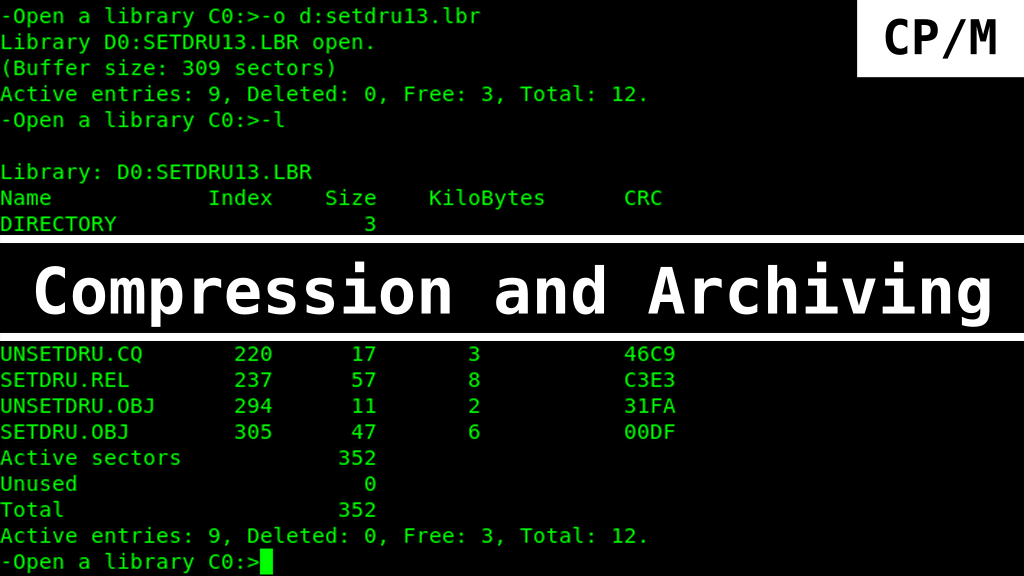 -Open a library C0:>-o d:setdru13.lbr
Library D0:SETDRU13.LBR open.
(Buffer size: 309 sectors)
Active entries: 9, Deleted: 0, Free: 3, Total: 12.
-Open a library C0:>-l
CP/M
Library: D0:SETDRU13.LBR
Name            Index    Size    KiloBytes      CRC
DIRECTORY                   3
Compression and Archiving
UNSETDRU.CQ       220      17       3           46C9
SETDRU.REL        237      57       8           C3E3
UNSETDRU.OBJ      294      11       2           31FA
SETDRU.OBJ        305      47       6           00DF
Active sectors            352
Unused                      0
Total                     352
Active entries: 9, Deleted: 0, Free: 3, Total: 12.
-Open a library C0:>